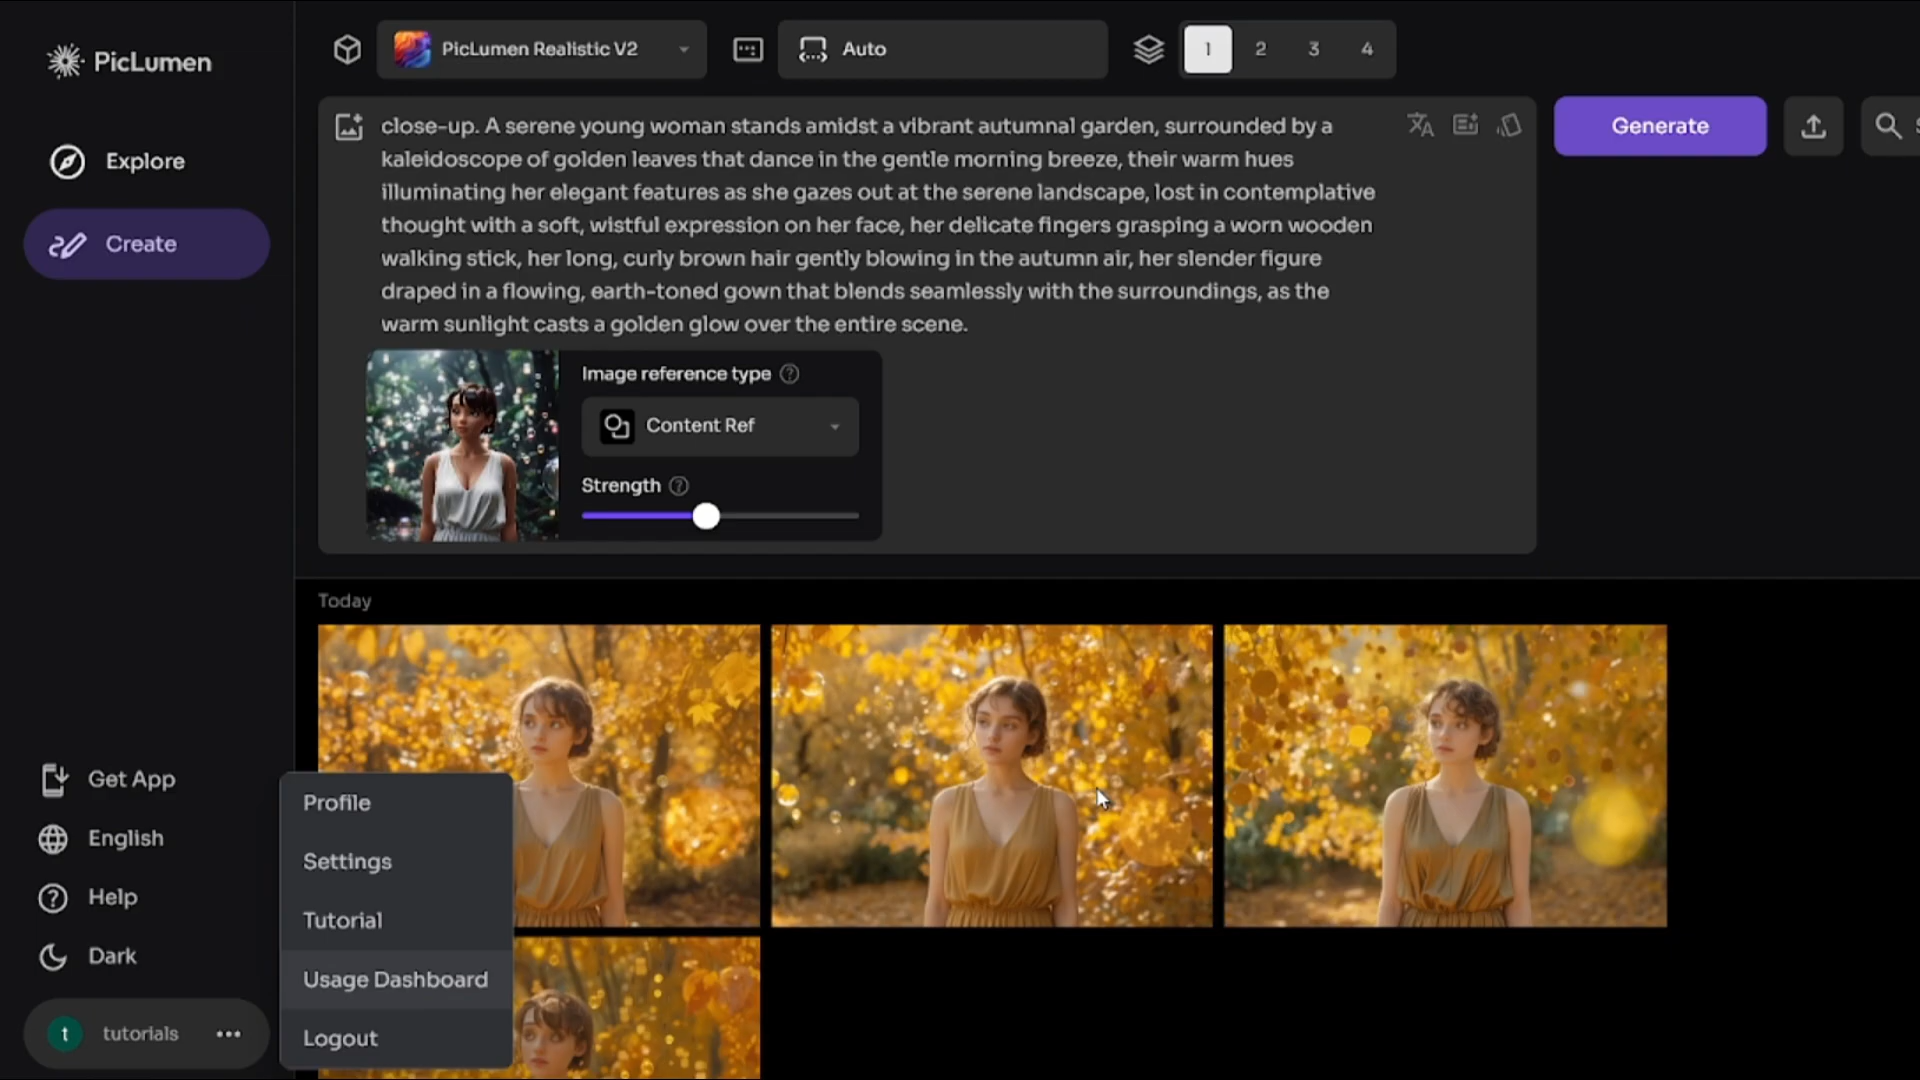 PicLumen
PicLumen Realistic V2
Auto
1 2 3 4
Explore
Create
close-up. A serene young woman stands amidst a vibrant autumnal garden, surrounded by a
kaleidoscope of golden leaves that dance in the gentle morning breeze, their warm hues
illuminating her elegant features as she gazes out at the serene landscape, lost in contemplative
thought with a soft, wistful expression on her face, her delicate fingers grasping a worn wooden
walking stick, her long, curly brown hair gently blowing in the autumn air, her slender figure
draped in a flowing, earth-toned gown that blends seamlessly with the surroundings, as the
warm sunlight casts a golden glow over the entire scene.
Generate
Image reference type ?
Content Ref
Strength ?
Today
Get App
English
Help
Dark
t tutorials
Profile
Settings
Tutorial
Usage Dashboard
Logout